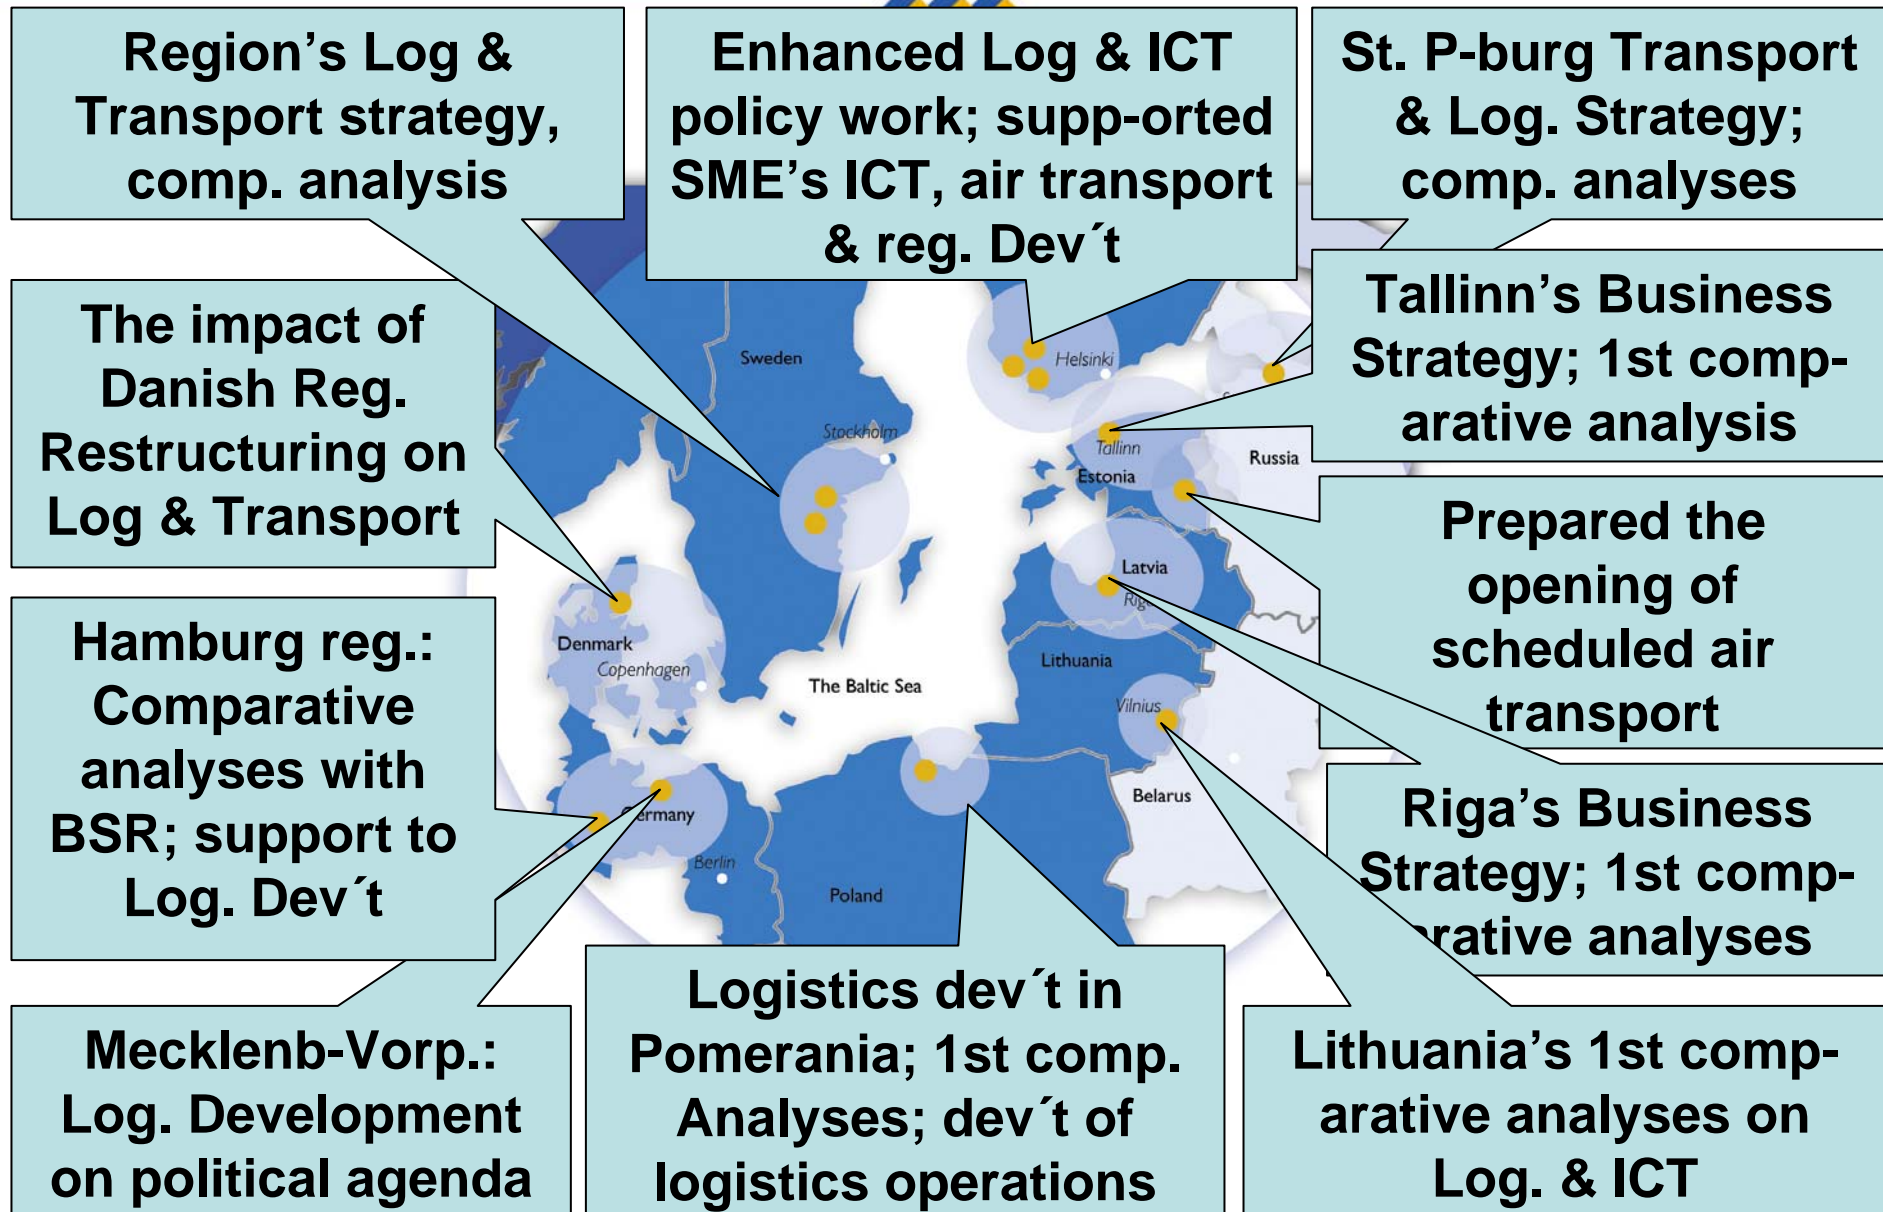 Region’s Log &
Transport strategy,
comp. analysis
Enhanced Log & ICT
policy work; supp-orted
SME’s ICT, air transport
& reg. Dev´t
St. P-burg Transport
& Log. Strategy;
comp. analyses
The impact of
Danish Reg.
Restructuring on
Log & Transport
Tallinn’s Business
Strategy; 1st comp-
arative analysis
Prepared the
opening of
scheduled air
transport
Hamburg reg.:
Comparative
analyses with
BSR; support to
Log. Dev´t
Riga’s Business
Strategy; 1st comp-
arative analyses
Mecklenb-Vorp.:
Log. Development
on political agenda
Logistics dev´t in
Pomerania; 1st comp.
Analyses; dev´t of
logistics operations
Lithuania’s 1st comp-
arative analyses on
Log. & ICT
Sweden
Helsinki
Stockholm
Tallinn
Estonia
Russia
Latvia
Riga
Denmark
Copenhagen
Lithuania
The Baltic Sea
Vilnius
Belarus
Germany
Berlin
Poland